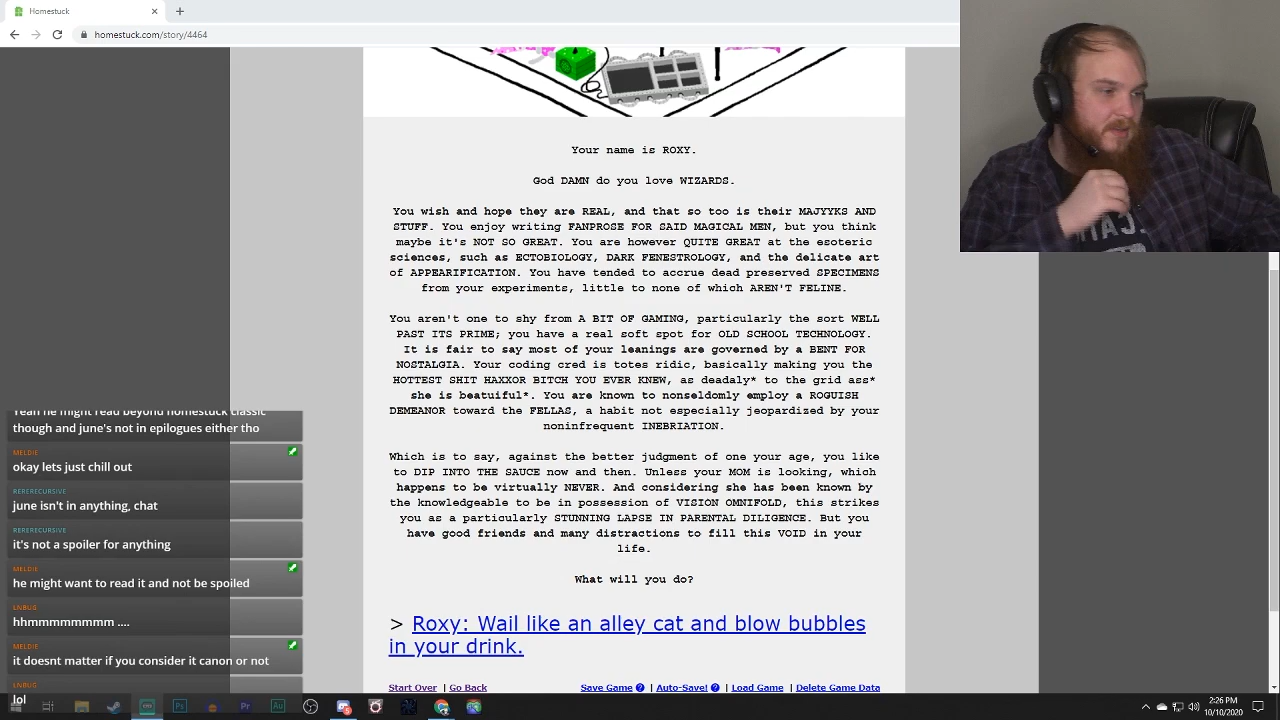 Homestuck
homestuck.com/story/4464
Your name is ROXY.
God DAMN do you love WIZARDS.
You wish and hope they are REAL, and that so too is their MAJYYKS AND
STUFF. You enjoy writing FANPROSE FOR SAID MAGICAL MEN, but you think
maybe it's NOT SO GREAT. You are however QUITE GREAT at the esoteric
sciences, such as ECTOBIOLOGY, DARK FENESTROLOGY, and the delicate art
of APPEARIFICATION. You have tended to accrue dead preserved SPECIMENS
from your experiments, little to none of which AREN'T FELINE.
You aren't one to shy from A BIT OF GAMING, particularly the sort WELL
PAST ITS PRIME; you have a real soft spot for OLD SCHOOL TECHNOLOGY.
It is fair to say most of your leanings are governed by a BENT FOR
NOSTALGIA. Your coding cred is totes ridic, basically making you the
HOTTEST SHIT HAXXOR BITCH YOU EVER KNEW, as deadaly* to the grid ass*
she is beatuiful*. You are known to nonseldomly employ a ROGUISH
DEMEANOR toward the FELLAS, a habit not especially jeopardized by your
noninfrequent INEBRIATION.
Which is to say, against the better judgment of one your age, you like
to DIP INTO THE SAUCE now and then. Unless your MOM is looking, which
happens to be virtually NEVER. And considering she has been known by
the knowledgeable to be in possession of VISION OMNIFOLD, this strikes
you as a particularly STUNNING LAPSE IN PARENTAL DILIGENCE. But you
have good friends and many distractions to fill this VOID in your
life.
What will you do?
> Roxy: Wail like an alley cat and blow bubbles
in your drink.
Start Over | Go Back Save Game ? | Auto-Save! ? | Load Game | Delete Game Data
Yeah he might read beyond homestuck classic
though and june's not in epilogues either tho
MELDIE
okay lets just chill out
RERERECURSIVE
june isn't in anything, chat
RERERECURSIVE
it's not a spoiler for anything
MELDIE
he might want to read it and not be spoiled
LNBUG
hhmmmmmmmm ....
MELDIE
it doesnt matter if you consider it canon or not
LNBUG
lol
2:26 PM
10/10/2020